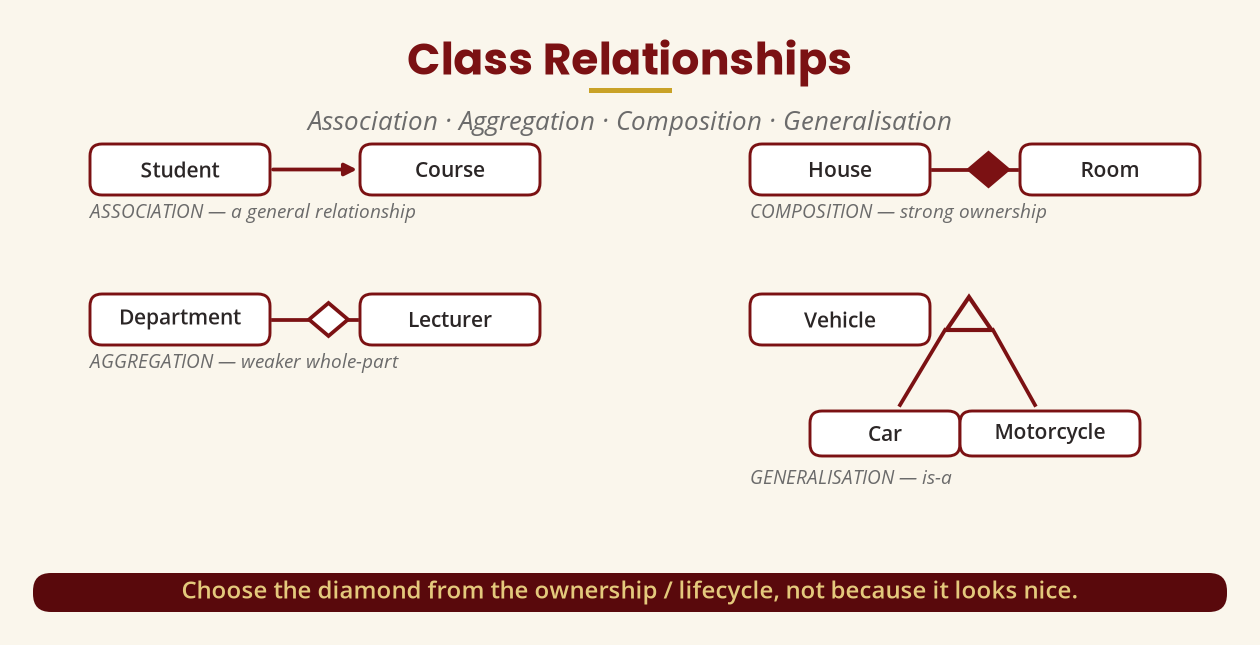 Class Relationships
Association · Aggregation · Composition · Generalisation
Student
Course
ASSOCIATION — a general relationship
House
Room
COMPOSITION — strong ownership
Department
Lecturer
AGGREGATION — weaker whole-part
Vehicle
Car
Motorcycle
GENERALISATION — is-a
Choose the diamond from the ownership / lifecycle, not because it looks nice.